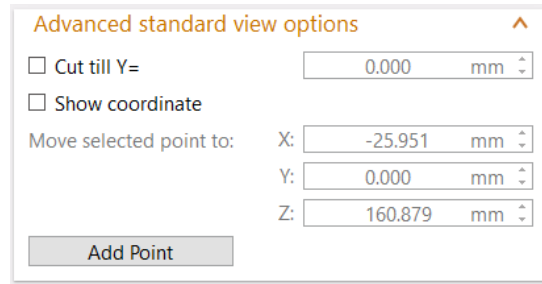 Advanced standard view options
Cut till Y= 0.000 mm
Show coordinate
Move selected point to: X: -25.951 mm
Y: 0.000 mm
Z: 160.879 mm
Add Point